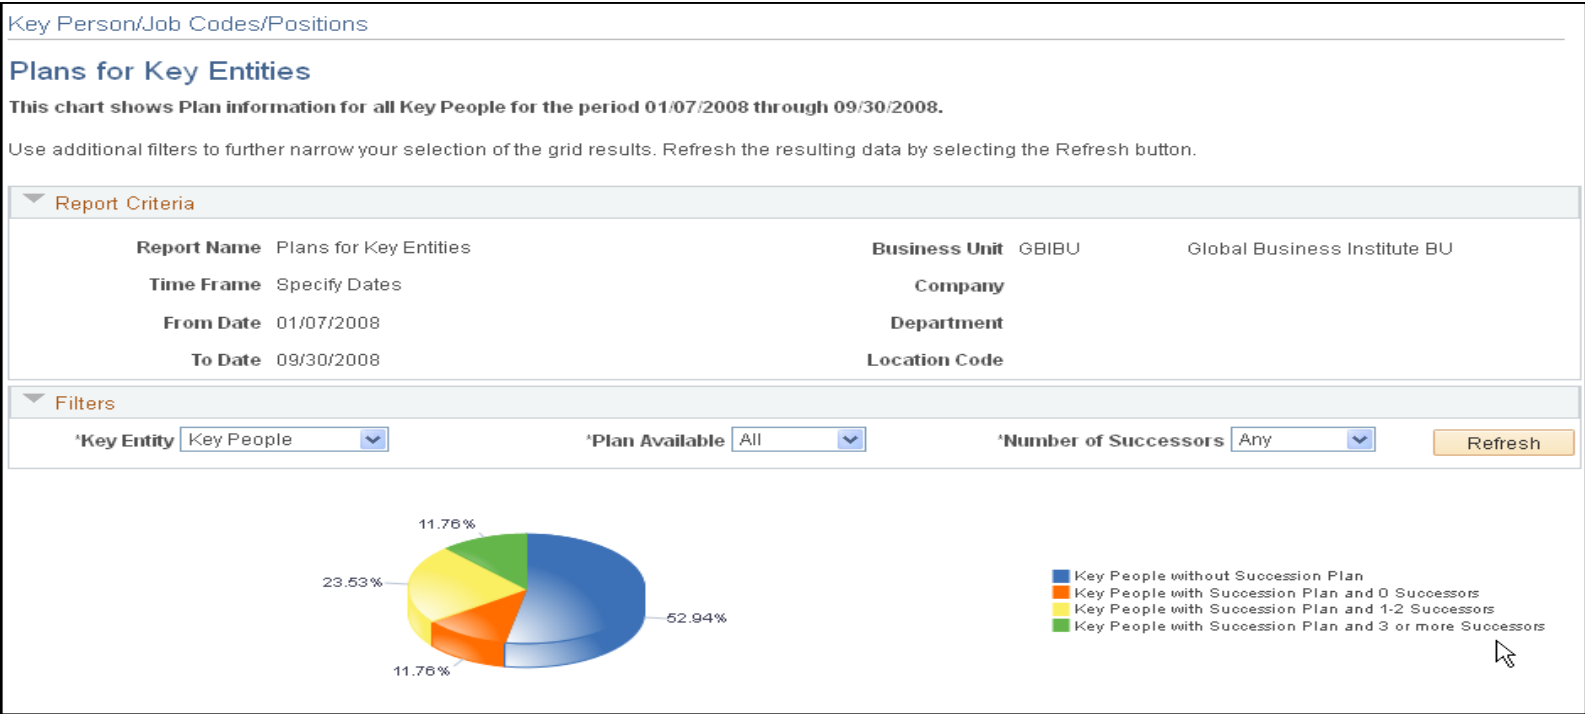 Key Person/Job Codes/Positions
Plans for Key Entities
This chart shows Plan information for all Key People for the period 01/07/2008 through 09/30/2008.
Use additional filters to further narrow your selection of the grid results. Refresh the resulting data by selecting the Refresh button.
Report Criteria
Report Name Plans for Key Entities Business Unit GBIBU Global Business Institute BU
Time Frame Specify Dates Company
From Date 01/07/2008 Department
To Date 09/30/2008 Location Code
Filters
*Key Entity Key People *Plan Available All *Number of Successors Any Refresh
11.76%
23.53%
52.94%
11.76%
Key People without Succession Plan
Key People with Succession Plan and 0 Successors
Key People with Succession Plan and 1-2 Successors
Key People with Succession Plan and 3 or more Successors